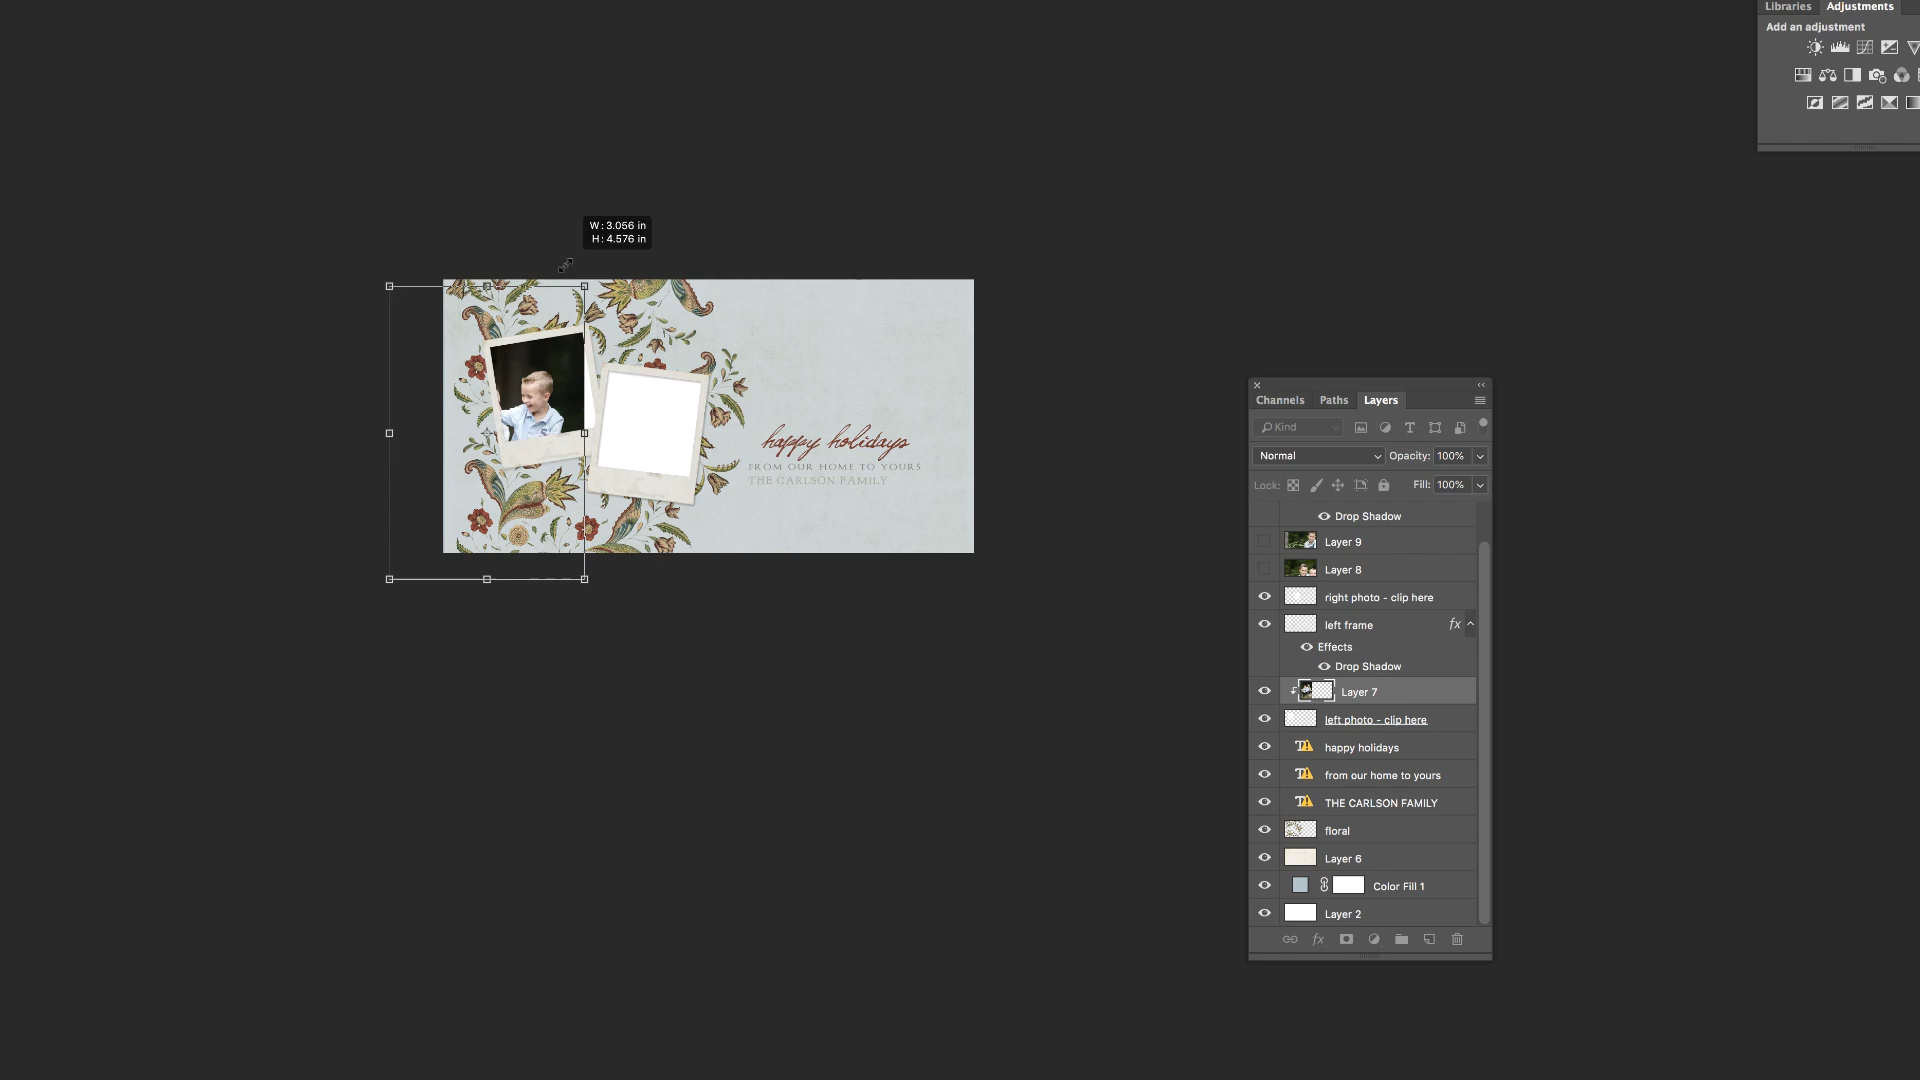 Libraries Adjustments
Add an adjustment
W: 3.056 in
H: 4.576 in
happy holidays
FROM OUR HOME TO YOURS
THE CARLSON FAMILY
Channels Paths Layers
Kind
Normal Opacity: 100%
Lock: Fill: 100%
Drop Shadow
Layer 9
Layer 8
right photo - clip here
left frame fx
Effects
Drop Shadow
Layer 7
left photo - clip here
happy holidays
from our home to yours
THE CARLSON FAMILY
floral
Layer 6
Color Fill 1
Layer 2
fx